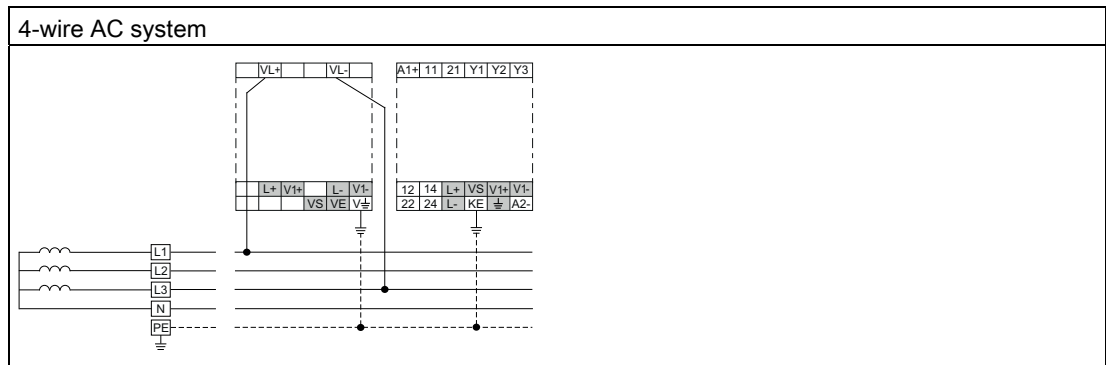 4-wire AC system
VL+ VL- A1+ 11 21 Y1 Y2 Y3
L+ V1+ L- V1- 12 14 L+ VS V1+ V1-
VS VE V⏚ 22 24 L- KE ⏚ A2-
L1
L2
L3
N
PE